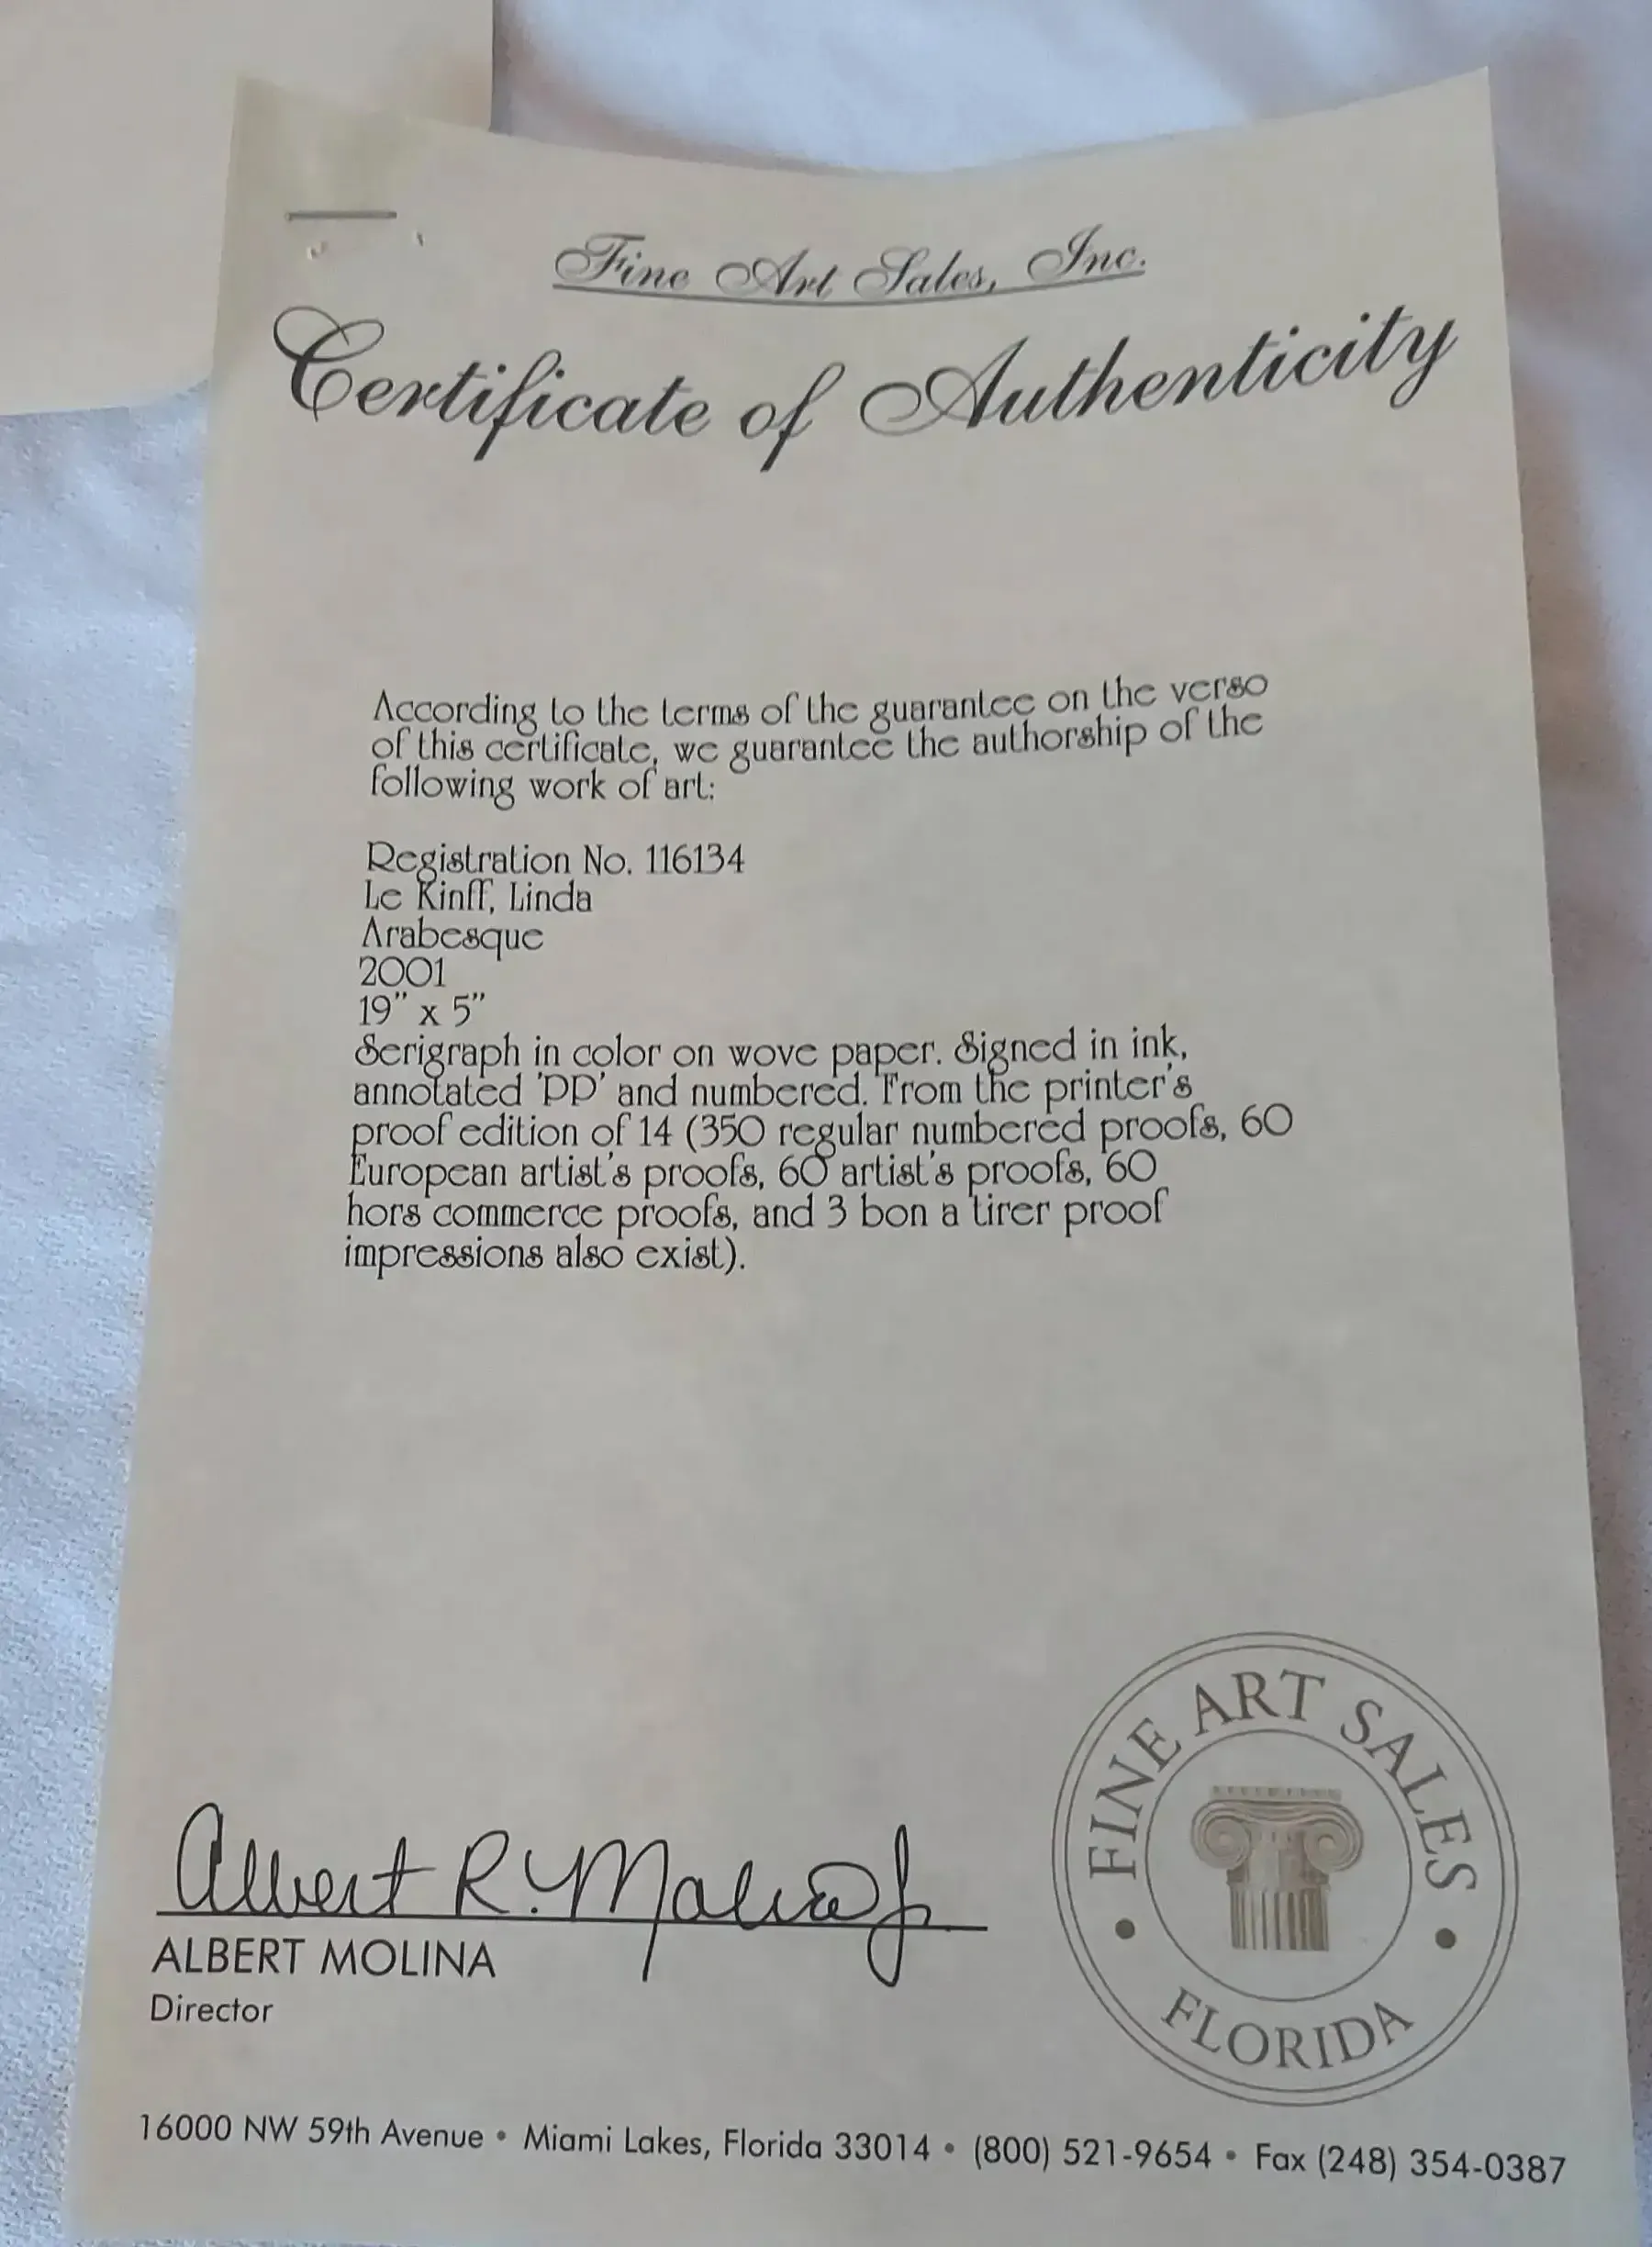 Fine Art Sales, Inc.
Certificate of Authenticity
According to the terms of the guarantee on the verso
of this certificate, we guarantee the authorship of the
following work of art:
Registration No. 116134
Le Kinff, Linda
Arabesque
2001
19" x 5"
Serigraph in color on wove paper. Signed in ink,
annotated 'PP' and numbered. From the printer's
proof edition of 14 (350 regular numbered proofs, 60
European artist's proofs, 60 artist's proofs, 60
hors commerce proofs, and 3 bon a tirer proof
impressions also exist).
Albert R. Molina Jr
ALBERT MOLINA
Director
• FINE ART SALES •
FLORIDA
16000 NW 59th Avenue • Miami Lakes, Florida 33014 • (800) 521-9654 • Fax (248) 354-0387